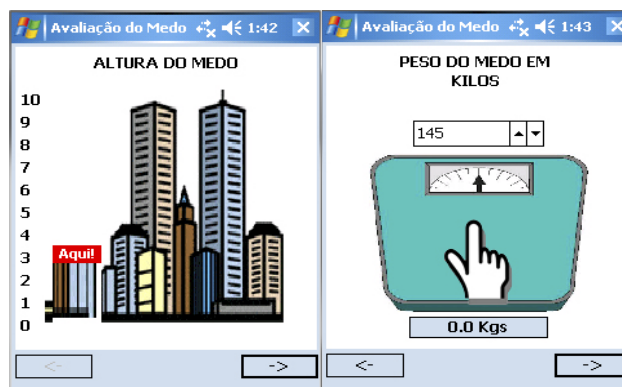 Avaliação do Medo 1:42
ALTURA DO MEDO
10
9
8
7
6
5
4
3
2
1
0
Aqui!
<-
->
Avaliação do Medo 1:43
PESO DO MEDO EM
KILOS
145
0.0 Kgs
<-
->